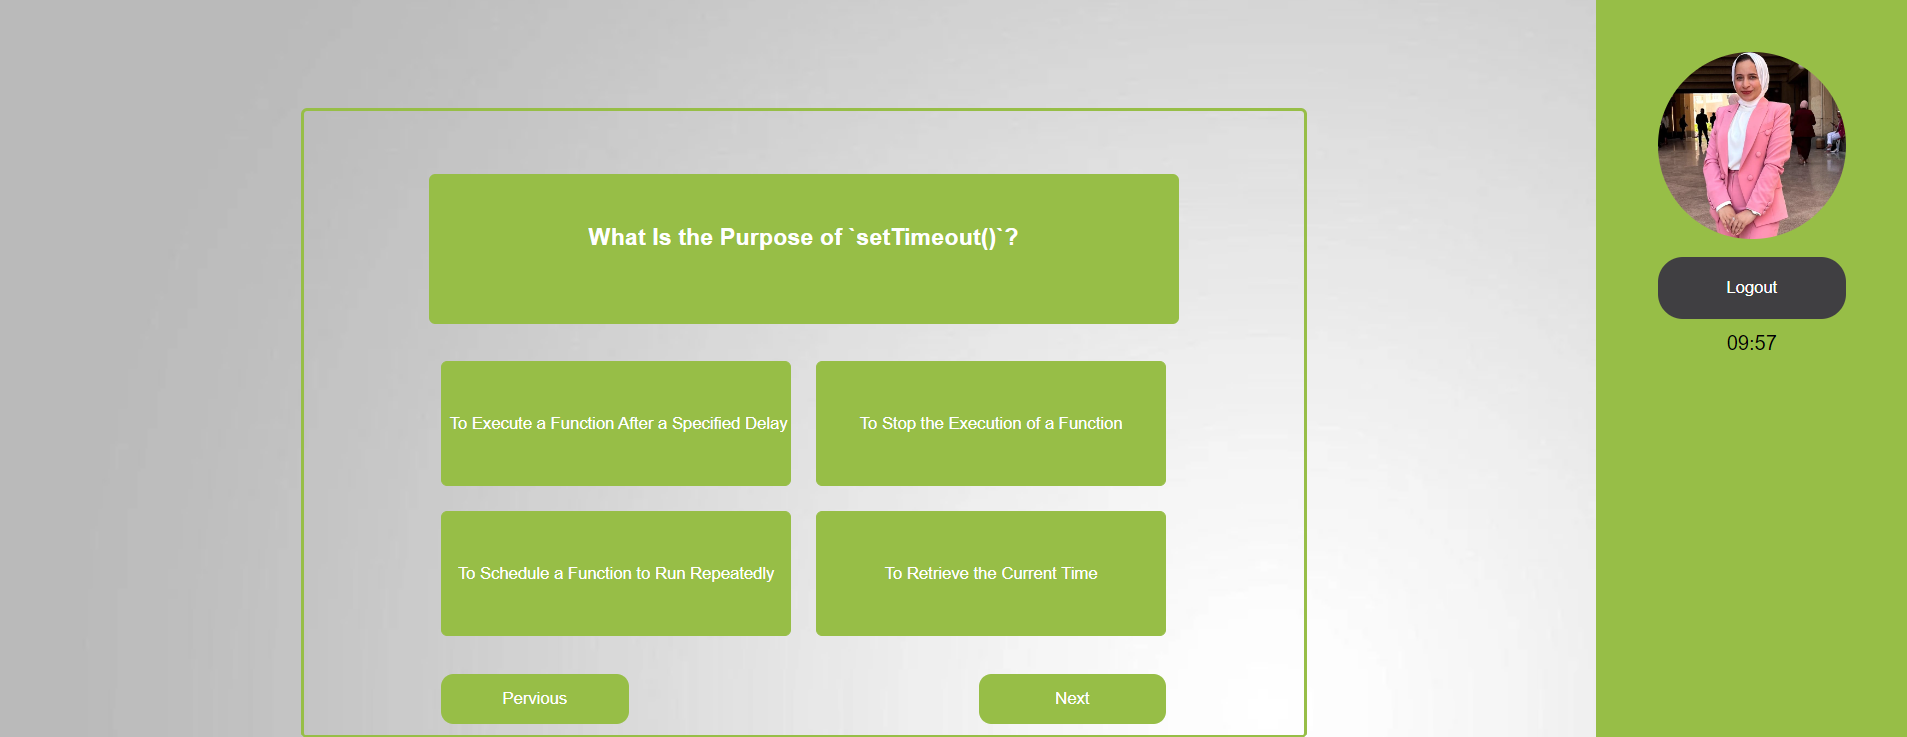 What Is the Purpose of `setTimeout()`?
To Execute a Function After a Specified Delay
To Stop the Execution of a Function
To Schedule a Function to Run Repeatedly
To Retrieve the Current Time
Pervious
Next
Logout
09:57